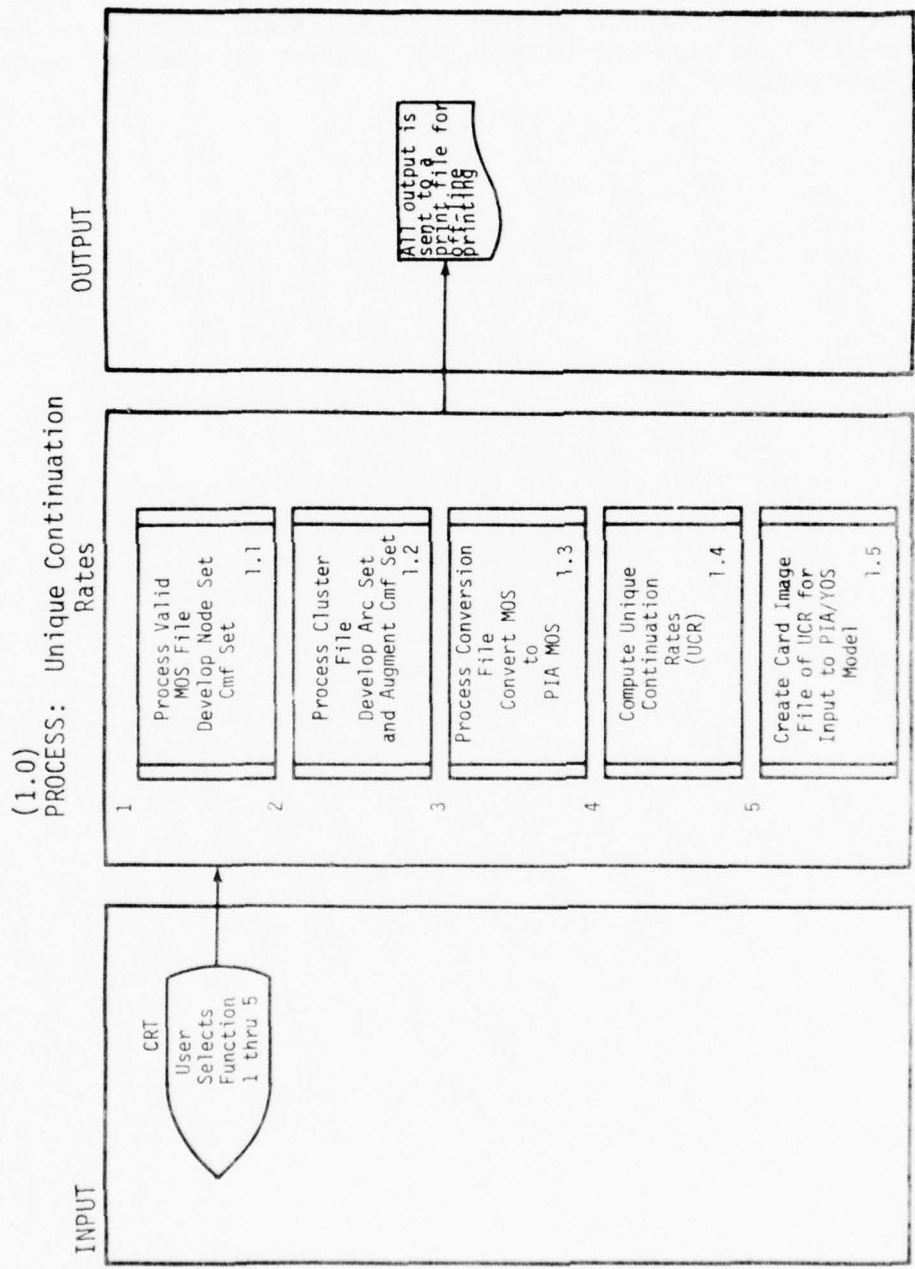 (1.0)
PROCESS: Unique Continuation
Rates
INPUT
OUTPUT
CRT
User
Selects
Function
1 thru 5
1
Process Valid
MOS File
Develop Node Set
Cmf Set
1.1
2
Process Cluster
File
Develop Arc Set
and Augment Cmf Set
1.2
3
Process Conversion
File
Convert MOS
to
PIA MOS
1.3
4
Compute Unique
Continuation
Rates
(UCR)
1.4
5
Create Card Image
File of UCR for
Input to PIA/YOS
Model
1.5
All output is
sent to a
print file for
off-line
printing